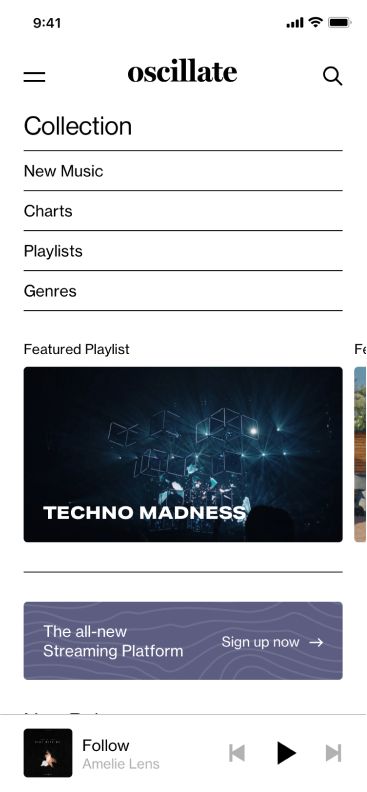 9:41
oscillate
Collection
New Music
Charts
Playlists
Genres
Featured Playlist
Fe
TECHNO MADNESS
The all-new
Streaming Platform
Sign up now
Follow
Amelie Lens